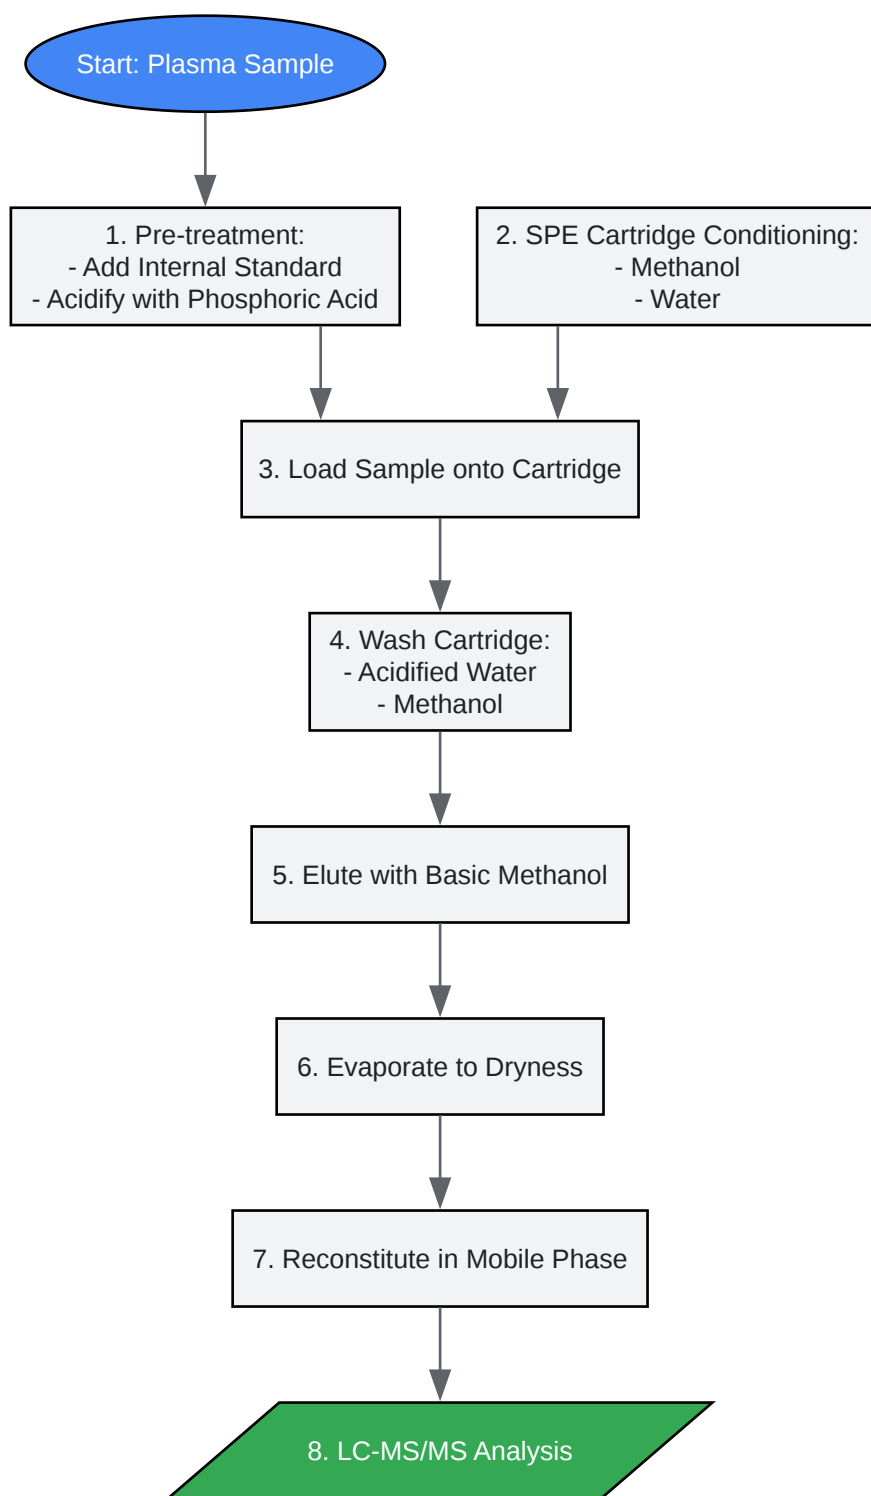 Start: Plasma Sample
1. Pre-treatment:
- Add Internal Standard
- Acidify with Phosphoric Acid
2. SPE Cartridge Conditioning:
- Methanol
- Water
3. Load Sample onto Cartridge
4. Wash Cartridge:
- Acidified Water
- Methanol
5. Elute with Basic Methanol
6. Evaporate to Dryness
7. Reconstitute in Mobile Phase
8. LC-MS/MS Analysis